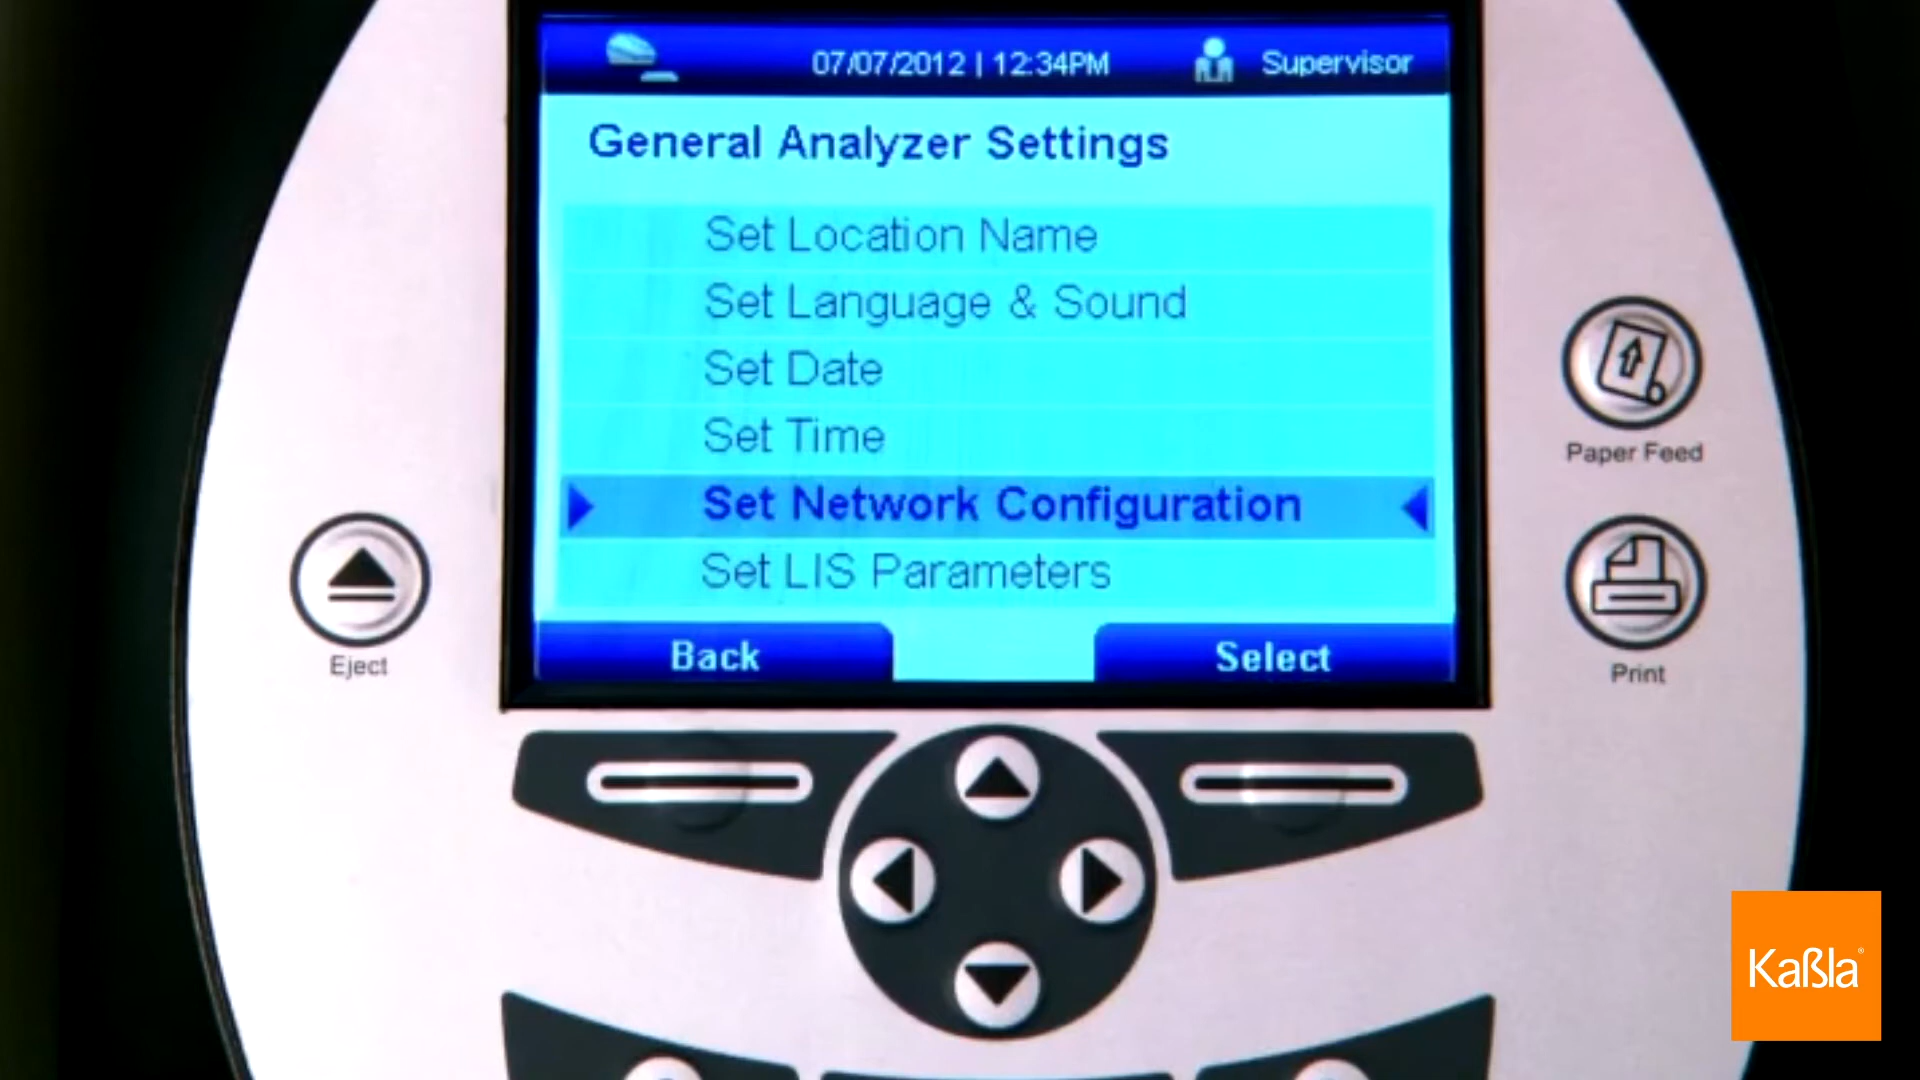 07/07/2012 | 12:34PM
Supervisor
General Analyzer Settings
Set Location Name
Set Language & Sound
Set Date
Set Time
Set Network Configuration
Set LIS Parameters
Back
Select
Eject
Paper Feed
Print
Kaßla®